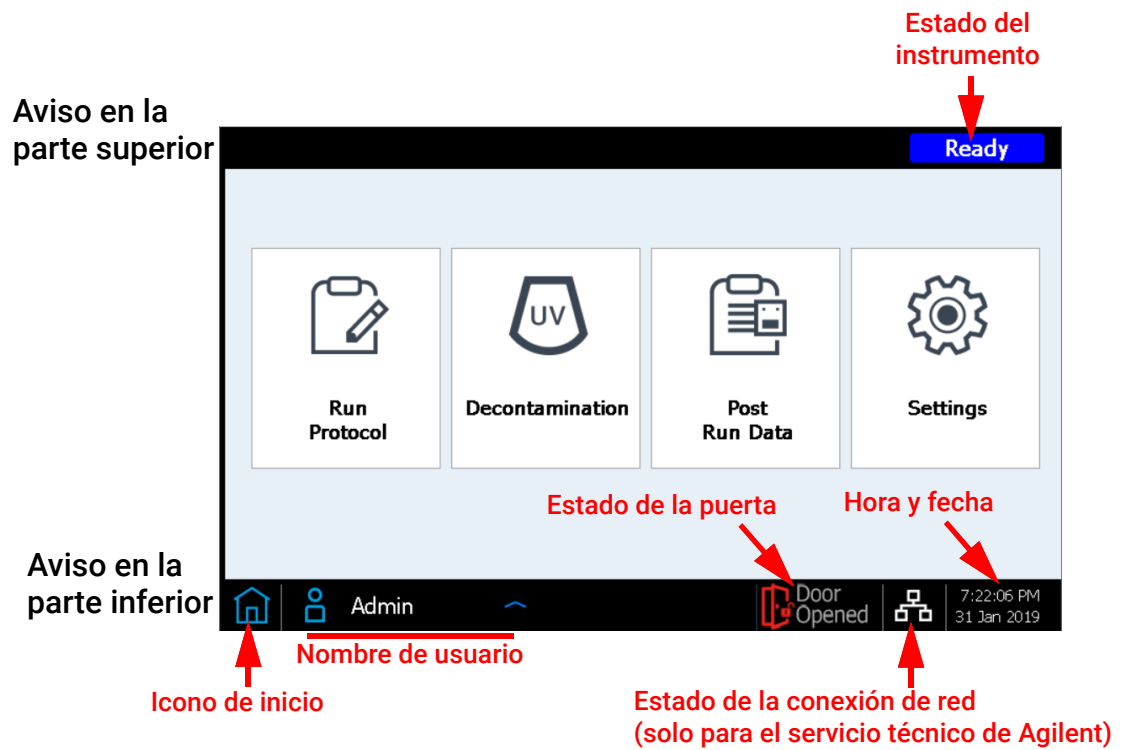 Estado del
instrumento
Aviso en la
parte superior
Ready
UV
Run
Protocol
Decontamination
Post
Run Data
Settings
Estado de la puerta
Hora y fecha
Aviso en la
parte inferior
Admin
Door
Opened
7:22:06 PM
31 Jan 2019
Nombre de usuario
Icono de inicio
Estado de la conexión de red
(solo para el servicio técnico de Agilent)